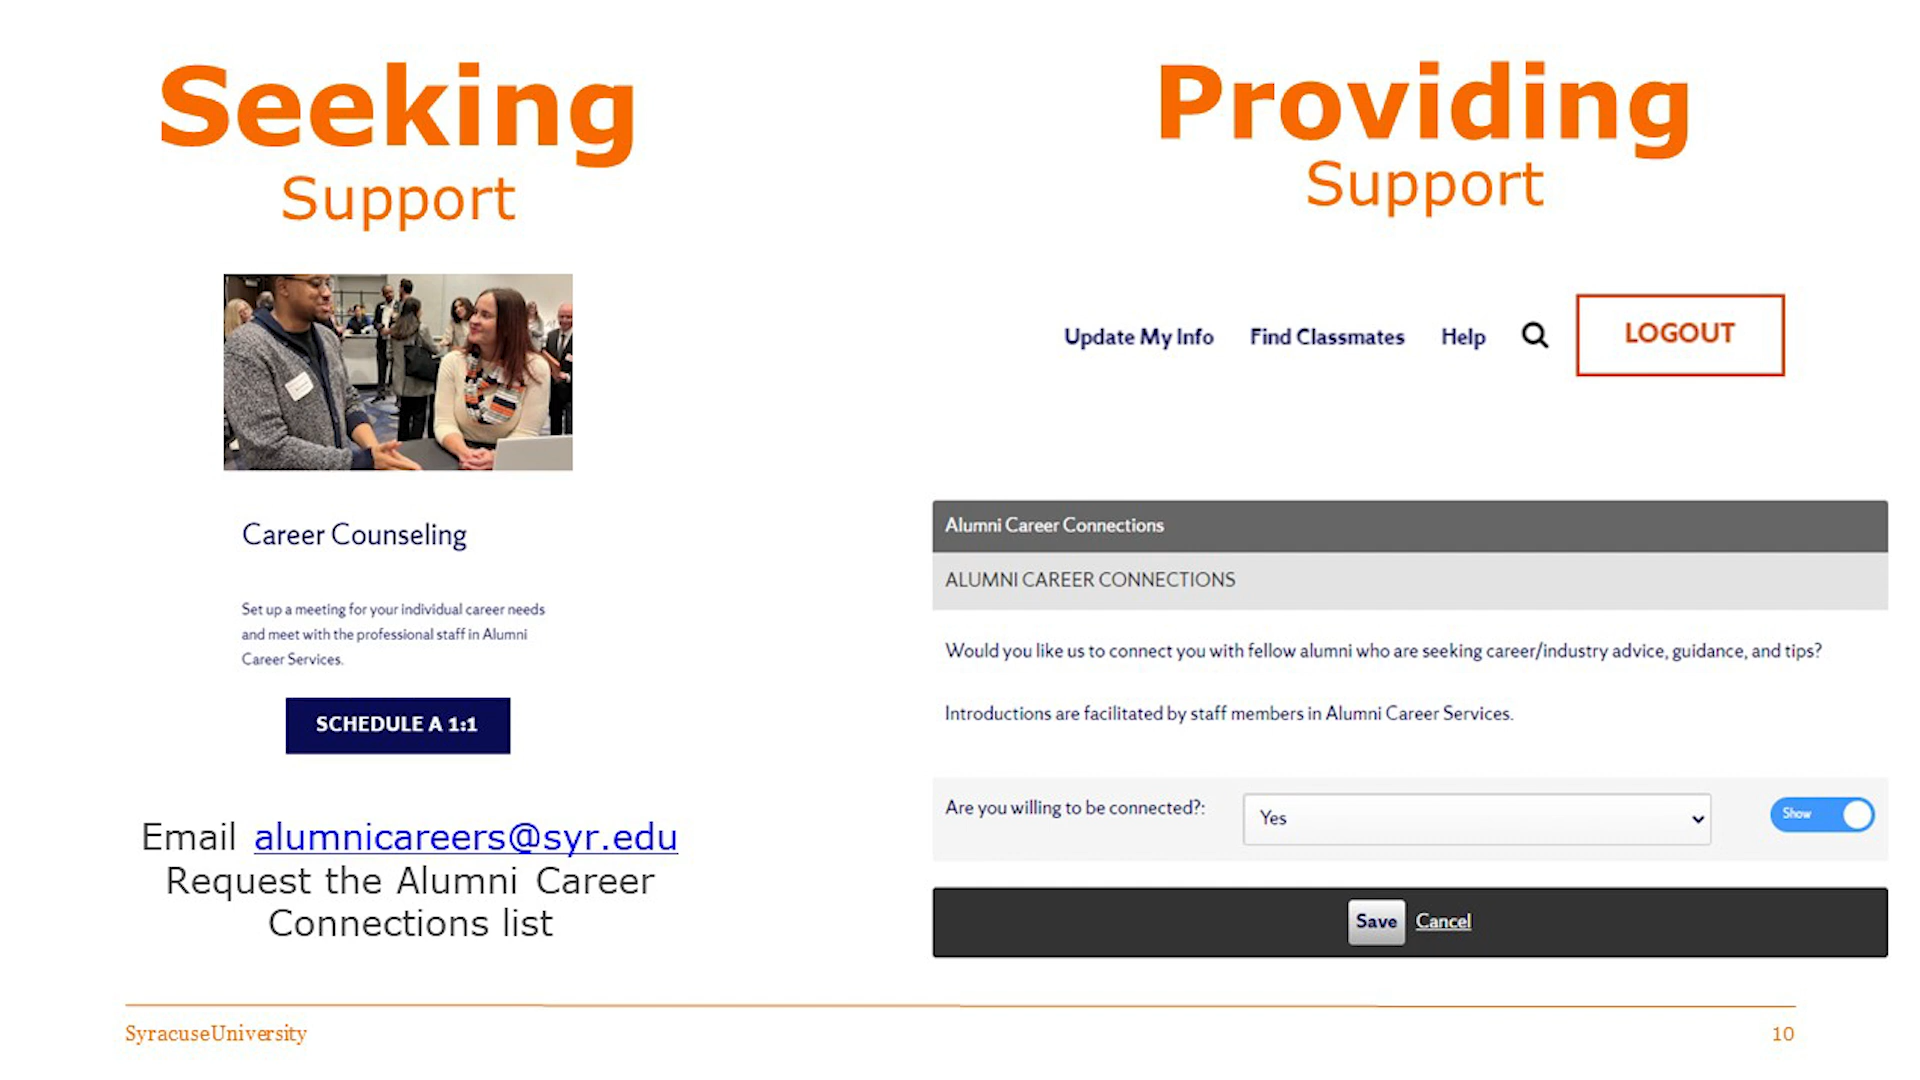 Seeking
Support
Career Counseling
Set up a meeting for your individual career needs
and meet with the professional staff in Alumni
Career Services.
SCHEDULE A 1:1
Email alumnicareers@syr.edu
Request the Alumni Career
Connections list
Providing
Support
Update My Info Find Classmates Help LOGOUT
Alumni Career Connections
ALUMNI CAREER CONNECTIONS
Would you like us to connect you with fellow alumni who are seeking career/industry advice, guidance, and tips?
Introductions are facilitated by staff members in Alumni Career Services.
Are you willing to be connected?: Yes Show
Save Cancel
Syracuse University 10